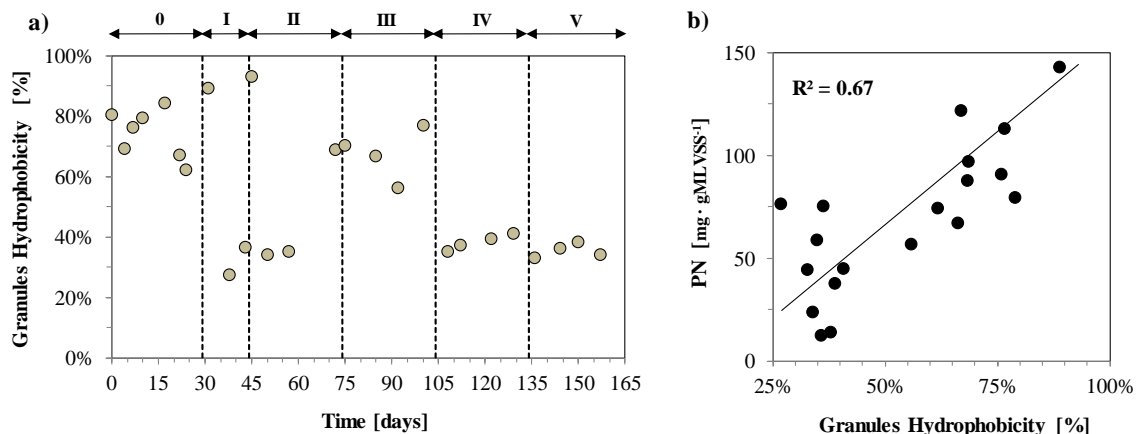 a)
0 I II III IV V
Granules Hydrophobicity [%]
100%
80%
60%
40%
20%
0%
0 15 30 45 60 75 90 105 120 135 150 165
Time [days]
b)
R² = 0.67
PN [mg· gMLVSS⁻¹]
150
100
50
0
25% 50% 75% 100%
Granules Hydrophobicity [%]